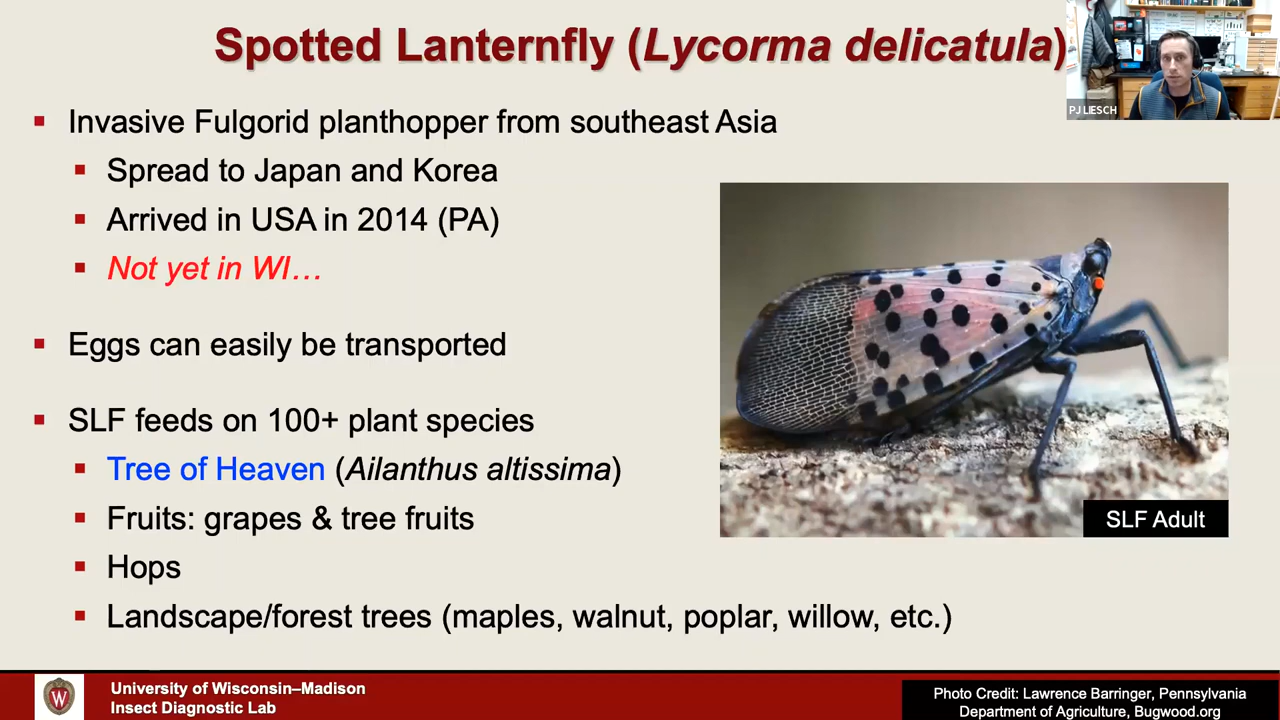 Spotted Lanternfly (Lycorma delicatula)
PJ LIESCH
Invasive Fulgorid planthopper from southeast Asia
Spread to Japan and Korea
Arrived in USA in 2014 (PA)
Not yet in WI…
Eggs can easily be transported
SLF feeds on 100+ plant species
Tree of Heaven (Ailanthus altissima)
Fruits: grapes & tree fruits
Hops
Landscape/forest trees (maples, walnut, poplar, willow, etc.)
SLF Adult
W
University of Wisconsin–Madison
Insect Diagnostic Lab
Photo Credit: Lawrence Barringer, Pennsylvania
Department of Agriculture, Bugwood.org